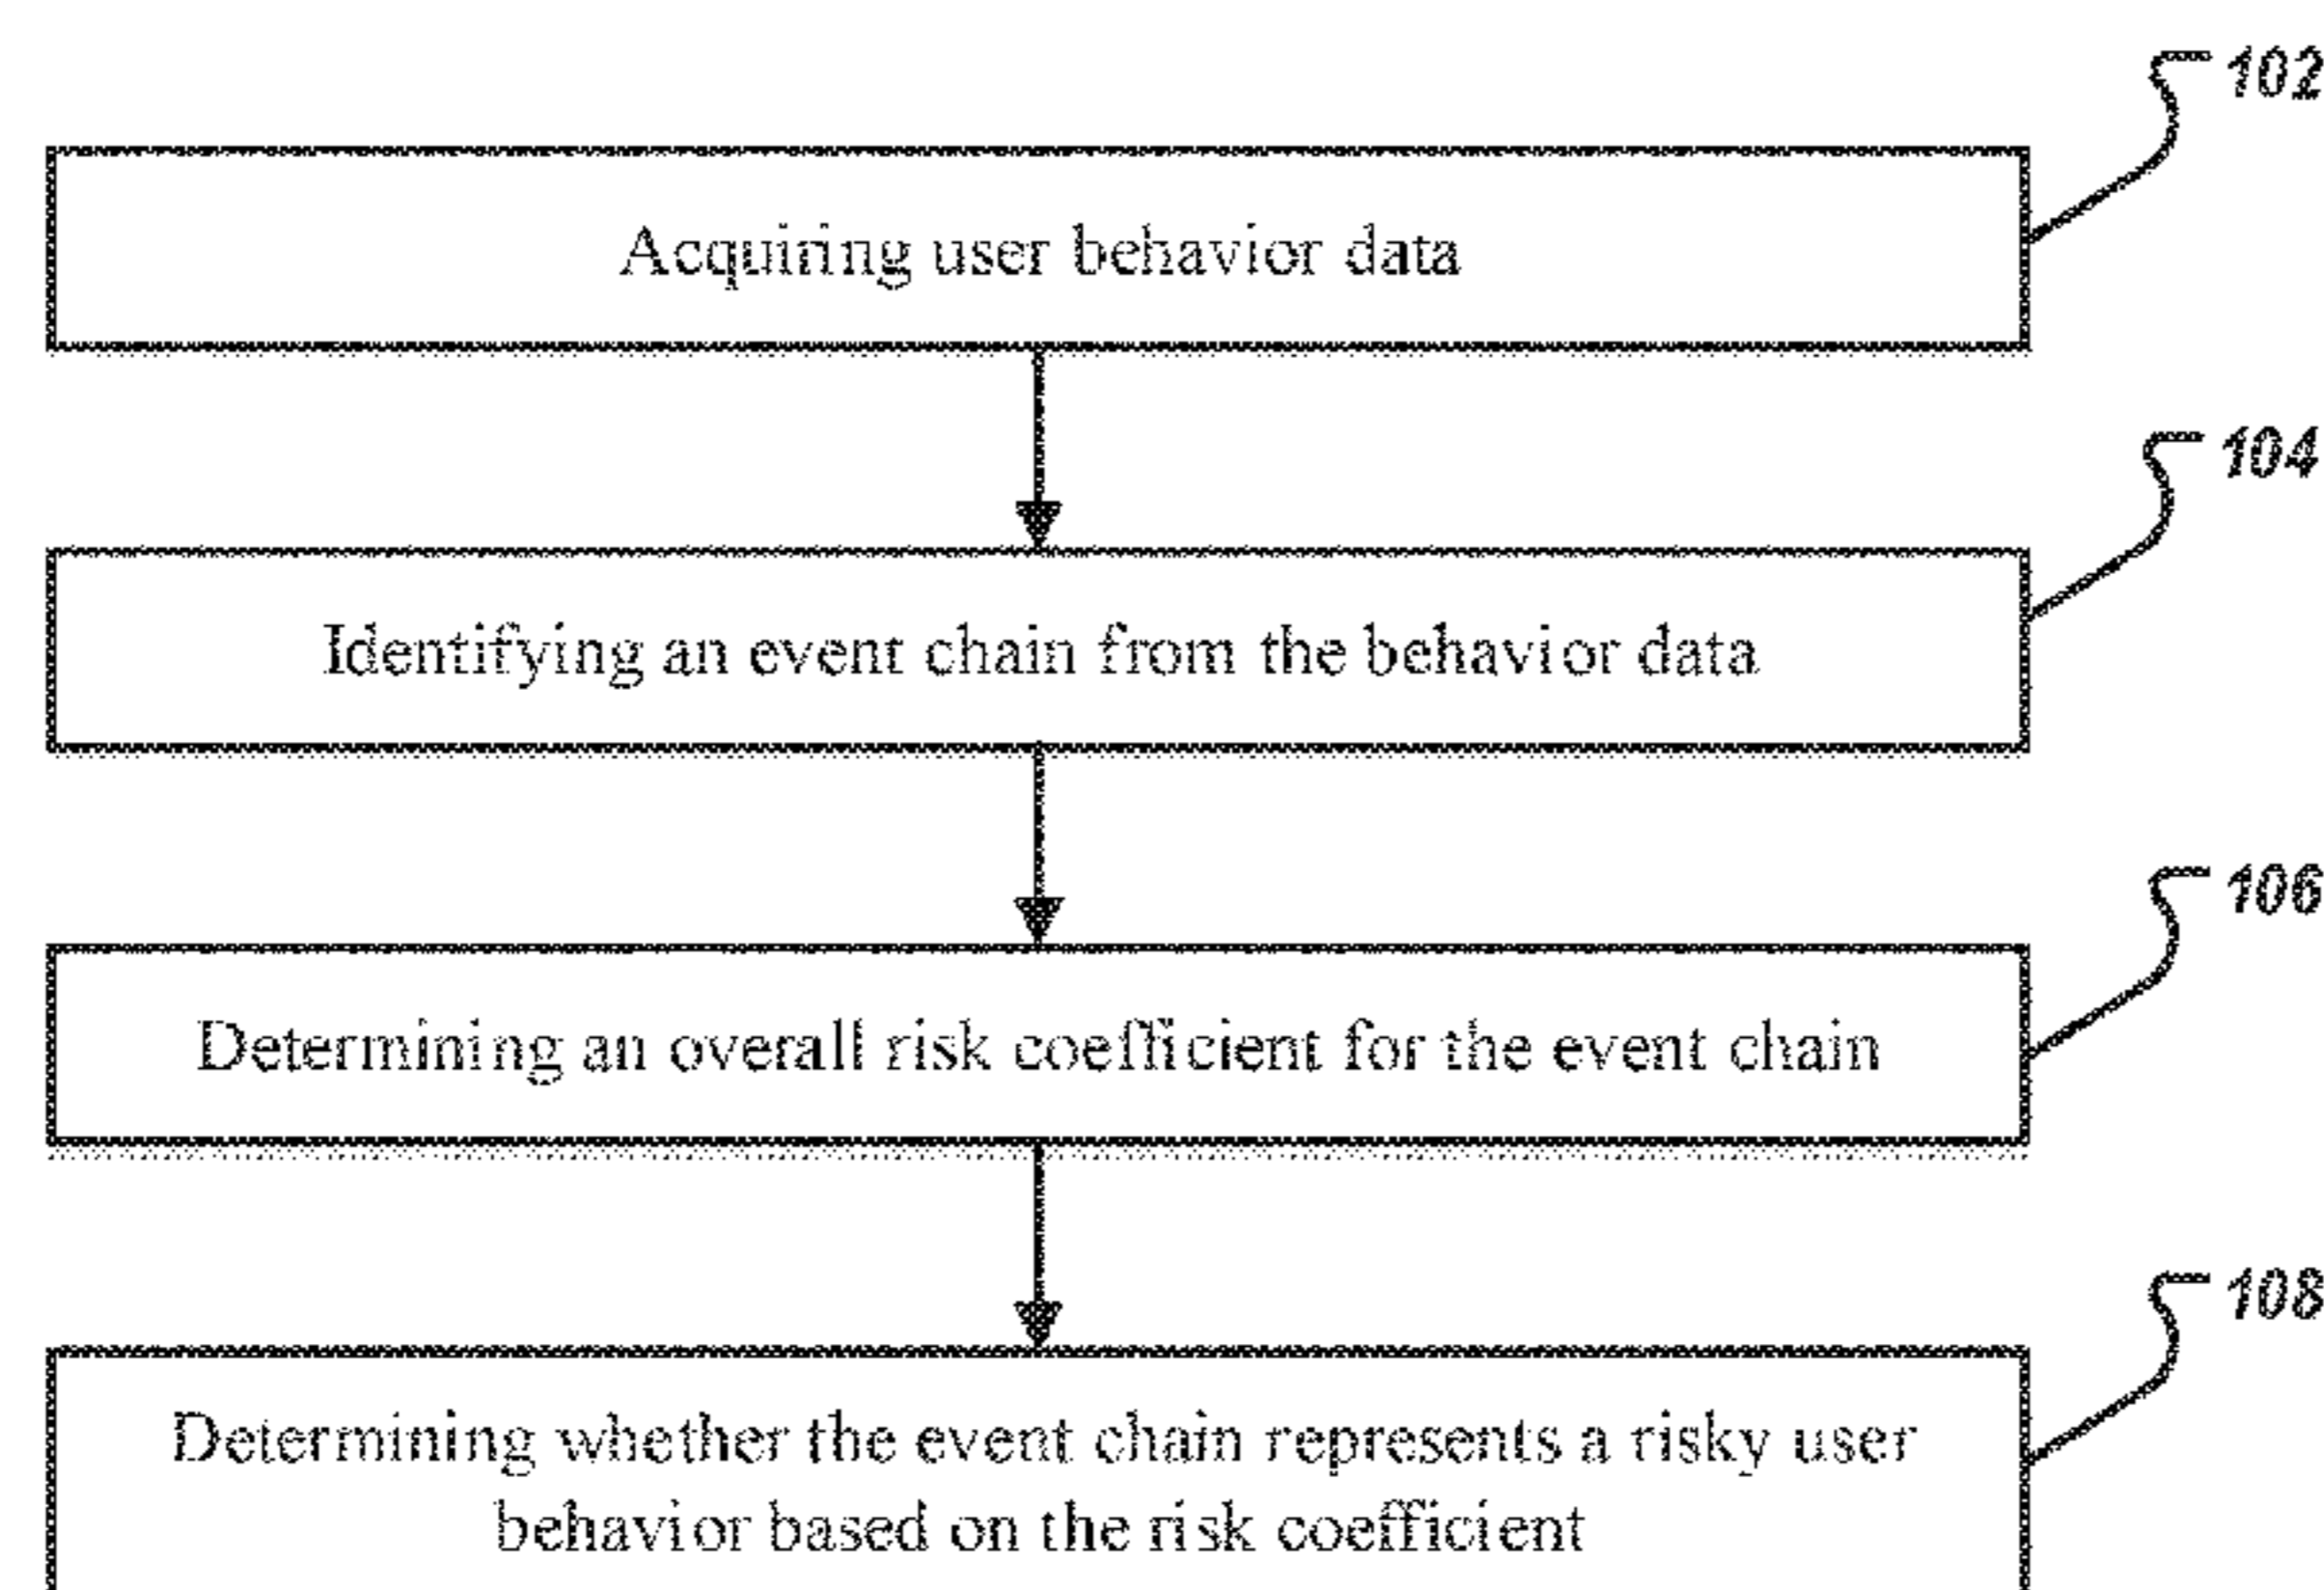 102
Acquiring user behavior data
104
Identifying an event chain from the behavior data
106
Determining an overall risk coefficient for the event chain
108
Determining whether the event chain represents a risky user
behavior based on the risk coefficient